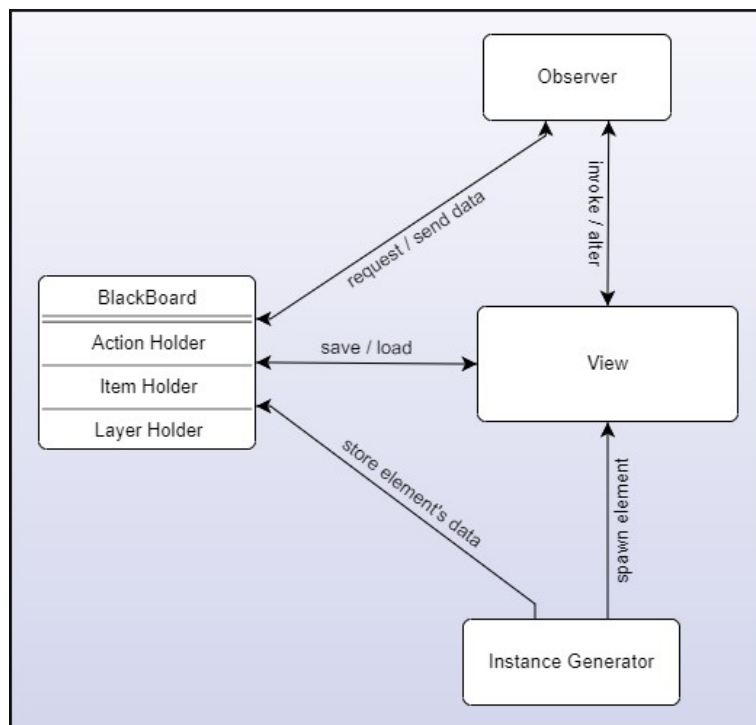 Observer
invoke / alter
request / send data
BlackBoard
Action Holder
Item Holder
Layer Holder
save / load
View
store element's data
spawn element
Instance Generator